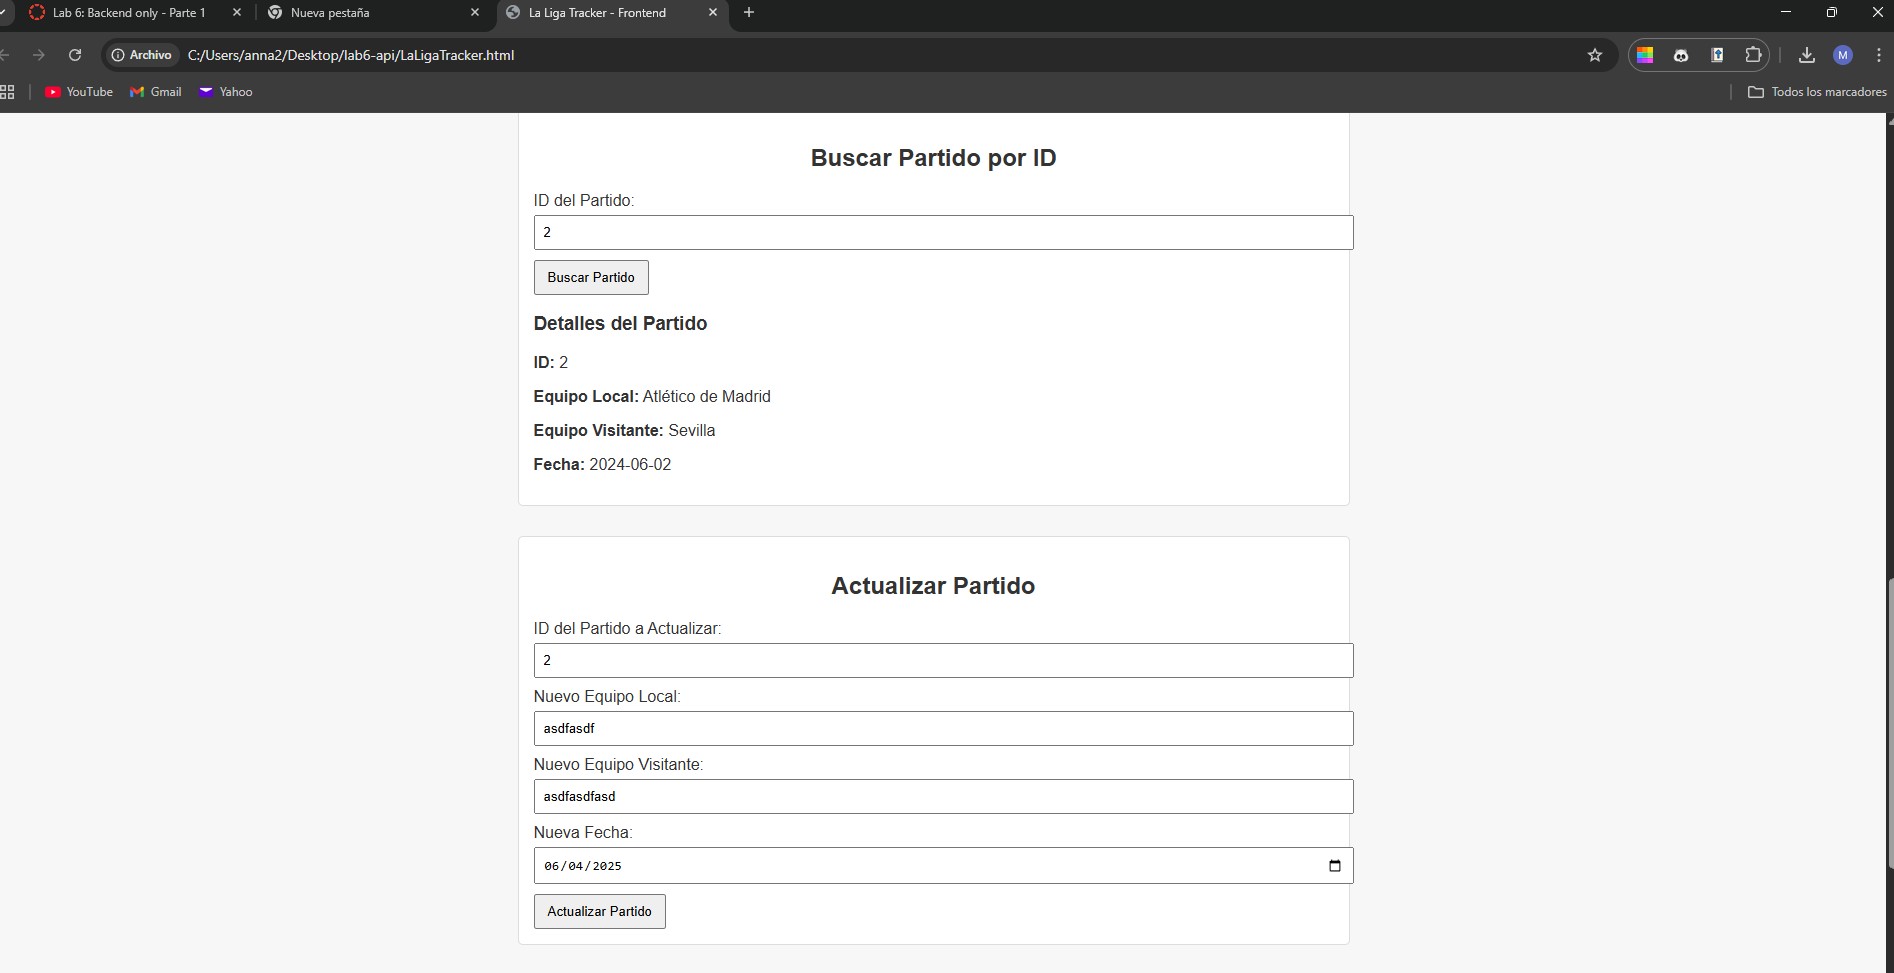 Lab 6: Backend only - Parte 1
Nueva pestaña
La Liga Tracker - Frontend
Archivo
C:/Users/anna2/Desktop/lab6-api/LaLigaTracker.html
M
YouTube
Gmail
Yahoo
Todos los marcadores
Buscar Partido por ID
ID del Partido:
2
Buscar Partido
Detalles del Partido
ID: 2
Equipo Local: Atlético de Madrid
Equipo Visitante: Sevilla
Fecha: 2024-06-02
Actualizar Partido
ID del Partido a Actualizar:
2
Nuevo Equipo Local:
asdfasdf
Nuevo Equipo Visitante:
asdfasdfasd
Nueva Fecha:
06/04/2025
Actualizar Partido